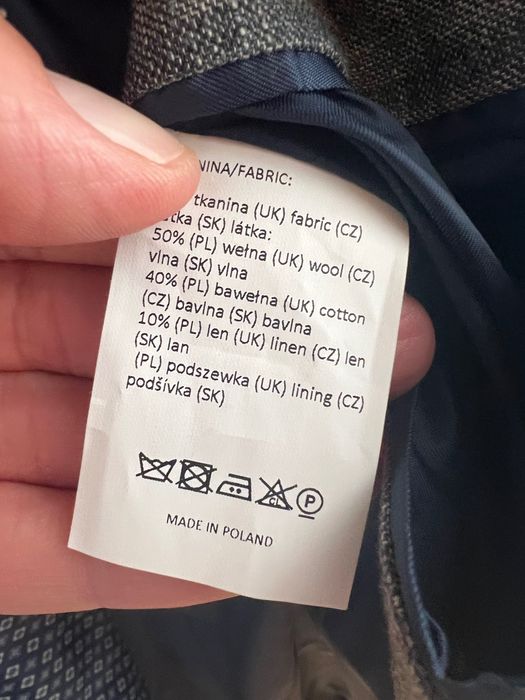 NINA/FABRIC:
tkanina (UK) fabric (CZ)
tka (SK) látka:
50% (PL) wełna (UK) wool (CZ)
vlna (SK) vlna
40% (PL) bawełna (UK) cotton
(CZ) bavlna (SK) bavlna
10% (PL) len (UK) linen (CZ) len
(SK) lan
(PL) podszewka (UK) lining (CZ)
podšívka (SK)
CL P
MADE IN POLAND